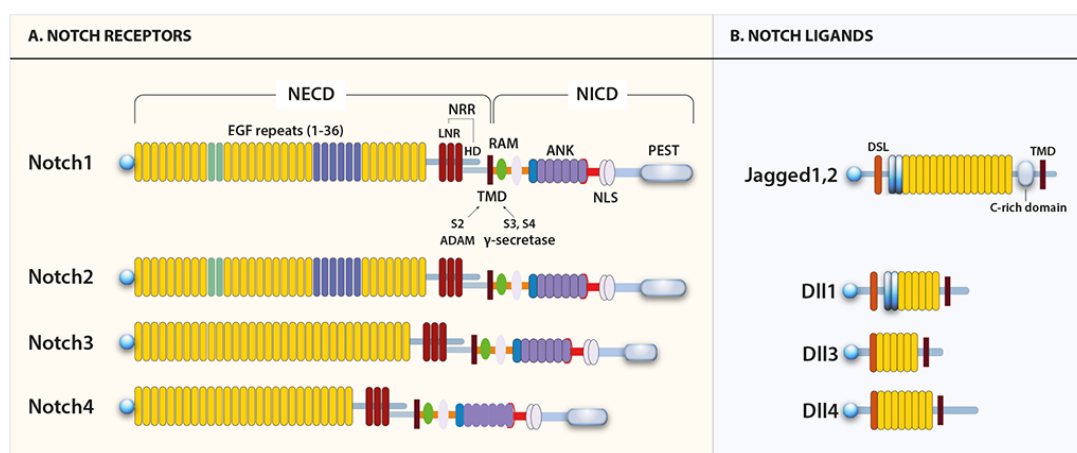 A. NOTCH RECEPTORS
B. NOTCH LIGANDS
NECD
NICD
NRR
EGF repeats (1-36)
LNR
HD
RAM
ANK
PEST
Notch1
TMD
NLS
S2
S3, S4
ADAM
γ-secretase
Notch2
Notch3
Notch4
DSL
TMD
Jagged1,2
C-rich domain
Dll1
Dll3
Dll4